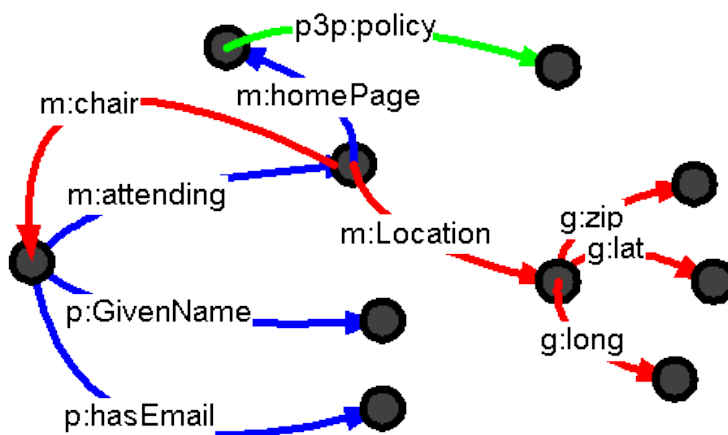 p3p:policy
m:homePage
m:chair
m:attending
m:Location
g:zip
g:lat
p:GivenName
g:long
p:hasEmail